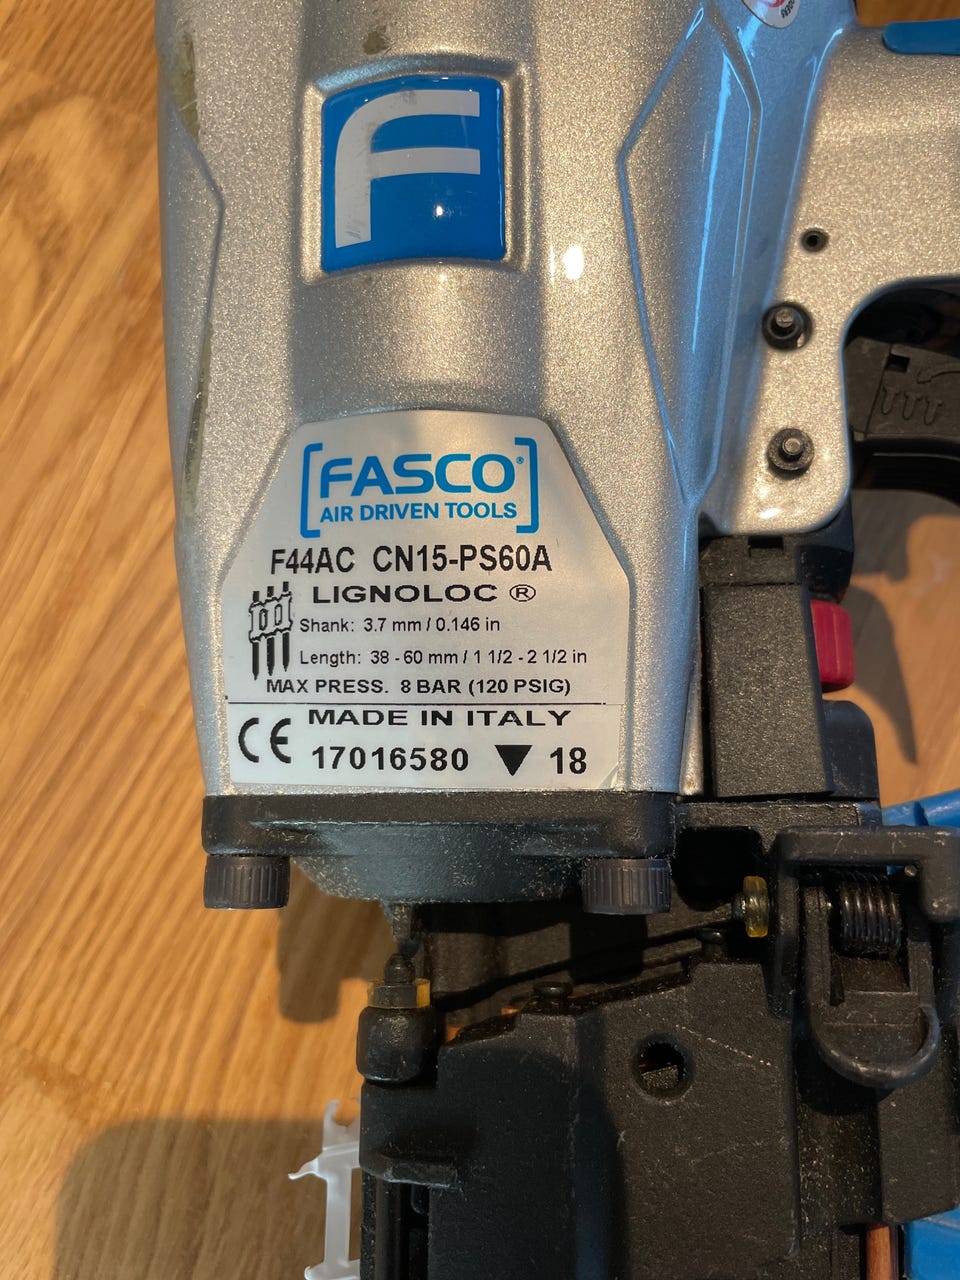 F
[FASCO®]
AIR DRIVEN TOOLS
F44AC CN15-PS60A
LIGNOLOC ®
Shank: 3.7 mm / 0.146 in
Length: 38 - 60 mm / 1 1/2 - 2 1/2 in
MAX PRESS. 8 BAR (120 PSIG)
MADE IN ITALY
CE 17016580 ▼ 18